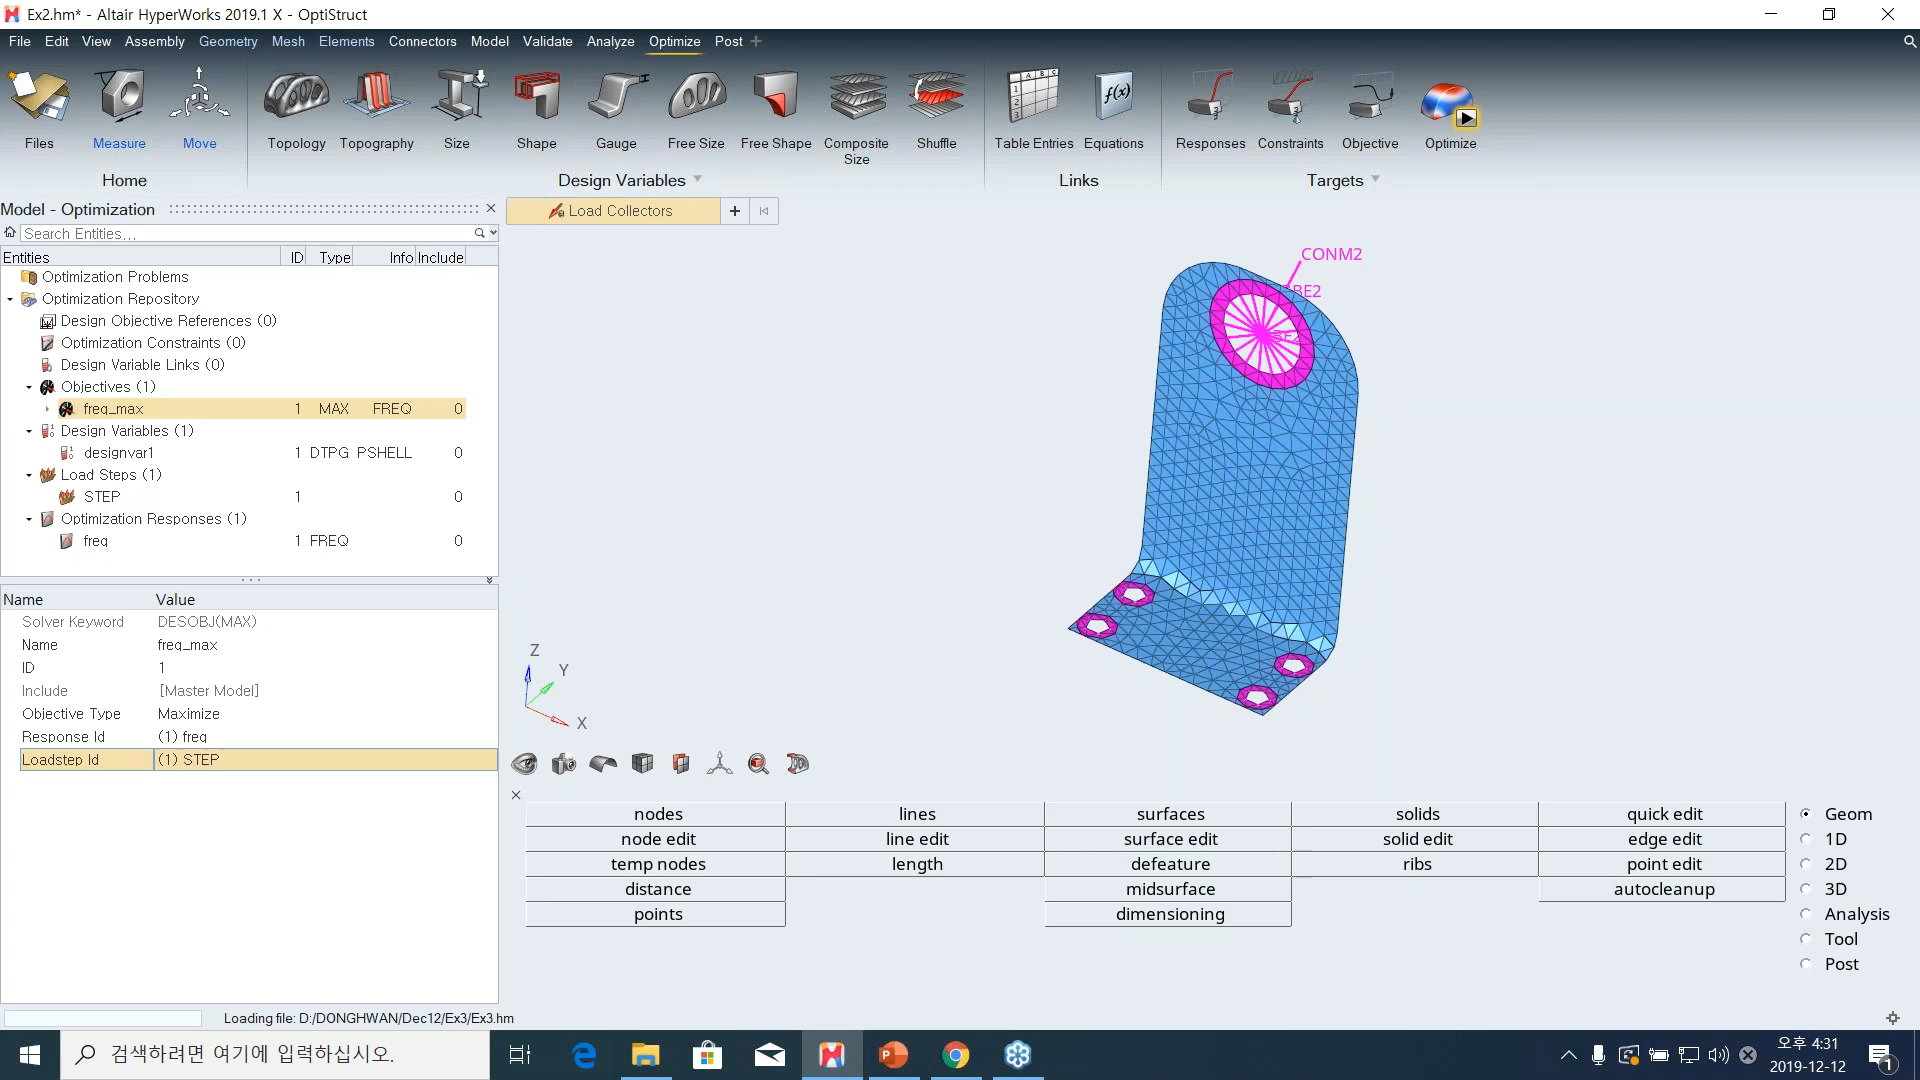 Ex2.hm* - Altair HyperWorks 2019.1 X - OptiStruct
File Edit View Assembly Geometry Mesh Elements Connectors Model Validate Analyze Optimize Post
Files Measure Move Topology Topography Size Shape Gauge Free Size Free Shape Composite Size Shuffle Table Entries Equations Responses Constraints Objective Optimize
Home Design Variables Links Targets
Model - Optimization
Load Collectors
Search Entities...
Entities ID Type Info Include
Optimization Problems
Optimization Repository
Design Objective References (0)
Optimization Constraints (0)
Design Variable Links (0)
Objectives (1)
freq_max 1 MAX FREQ 0
Design Variables (1)
designvar1 1 DTPG PSHELL 0
Load Steps (1)
STEP 1 0
Optimization Responses (1)
freq 1 FREQ 0
CONM2
Name Value
Solver Keyword DESOBJ(MAX)
Name freq_max
ID 1
Include [Master Model]
Objective Type Maximize
Response Id (1) freq
Loadstep Id (1) STEP
Z
Y
X
nodes lines surfaces solids quick edit Geom
node edit line edit surface edit solid edit edge edit 1D
temp nodes length defeature ribs point edit 2D
distance midsurface autocleanup 3D
points dimensioning Analysis
Tool
Post
Loading file: D:/DONGHWAN/Dec12/Ex3/Ex3.hm
검색하려면 여기에 입력하십시오.
오후 4:31
2019-12-12
1